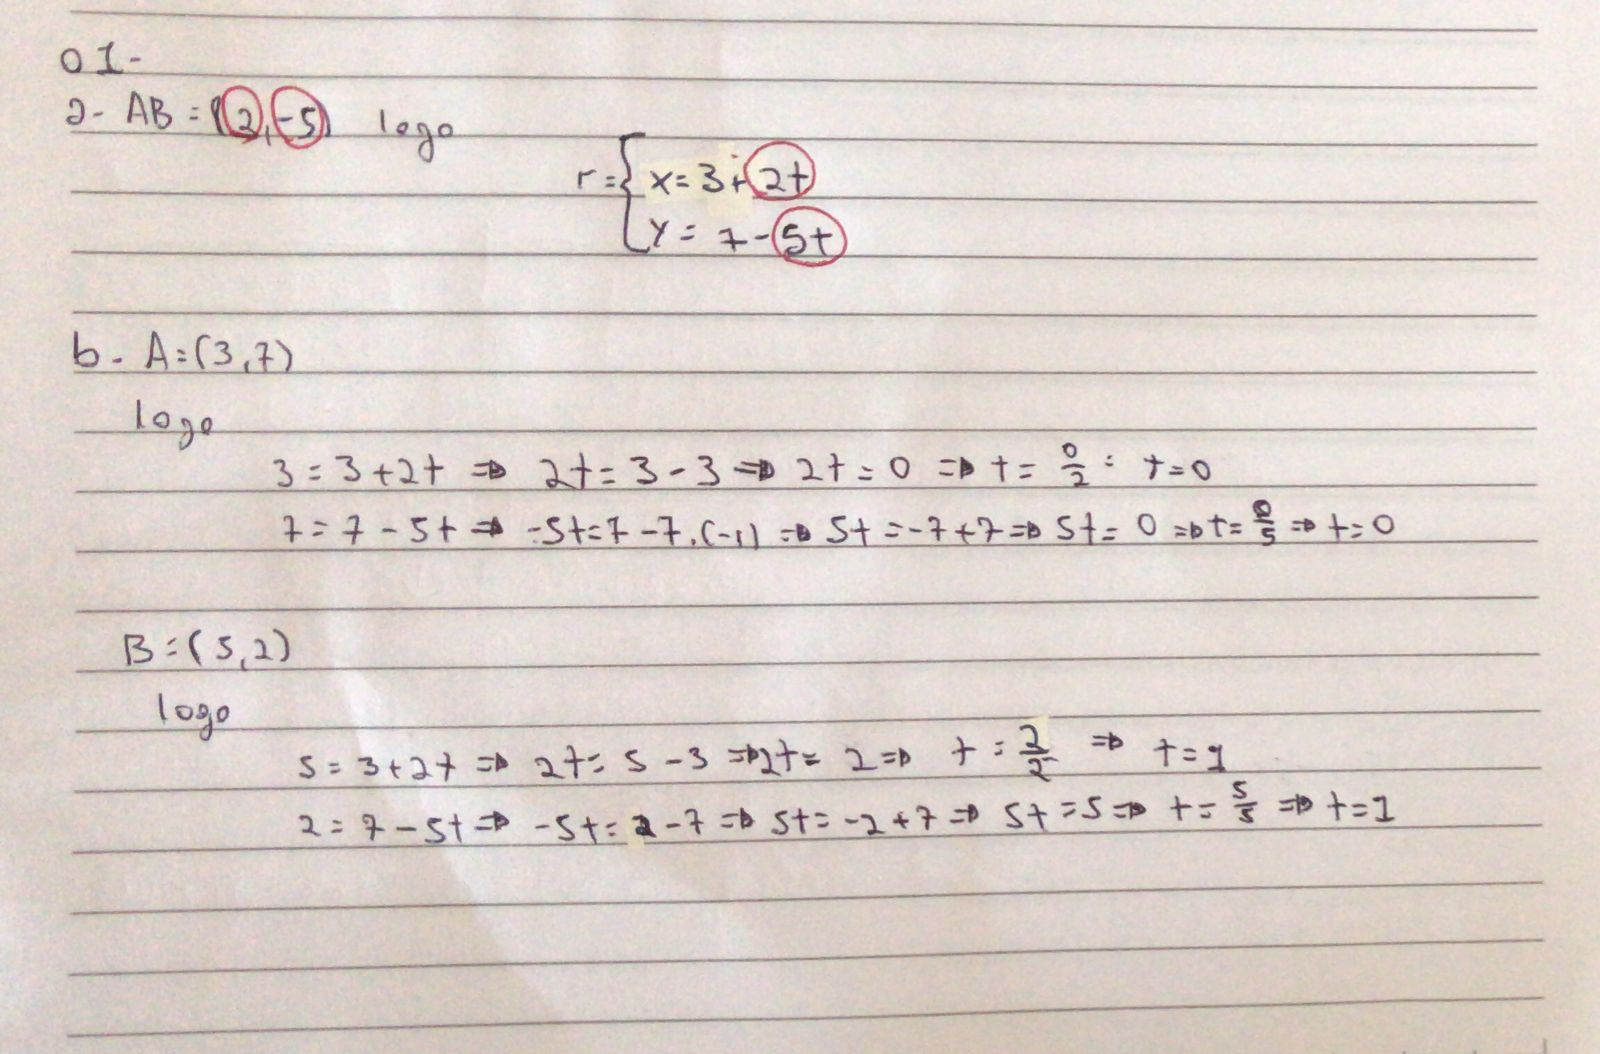 01-
a- AB = (2, -5) logo
r = { x = 3 + 2t
y = 7 - 5t
b- A = (3, 7)
logo
3 = 3 + 2t ⇒ 2t = 3 - 3 ⇒ 2t = 0 ⇒ t = 0/2 = t = 0
7 = 7 - 5t ⇒ -5t = 7 - 7 .(-1) ⇒ 5t = -7 + 7 ⇒ 5t = 0 ⇒ t = 0/5 ⇒ t = 0
B = (5, 2)
logo
5 = 3 + 2t ⇒ 2t = 5 - 3 ⇒ 2t = 2 ⇒ t = 2/2 ⇒ t = 1
2 = 7 - 5t ⇒ -5t = 2 - 7 ⇒ 5t = -2 + 7 ⇒ 5t = 5 ⇒ t = 5/5 ⇒ t = 1